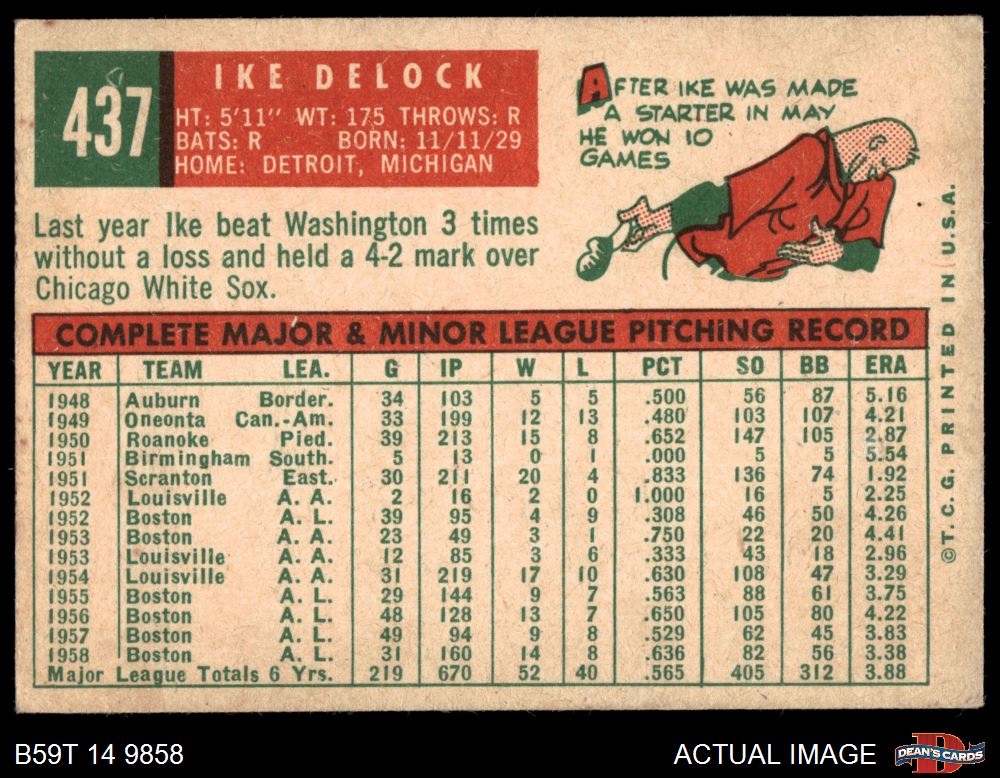 437
IKE DELOCK
HT: 5'11" WT: 175 THROWS: R
BATS: R BORN: 11/11/29
HOME: DETROIT, MICHIGAN
AFTER IKE WAS MADE
A STARTER IN MAY
HE WON 10
GAMES
Last year Ike beat Washington 3 times
without a loss and held a 4-2 mark over
Chicago White Sox.
COMPLETE MAJOR & MINOR LEAGUE PITCHING RECORD
YEAR TEAM LEA. G IP W L PCT SO BB ERA
1948 Auburn Border. 34 103 5 5 .500 56 87 5.16
1949 Oneonta Can.-Am. 33 199 12 13 .480 103 107 4.21
1950 Roanoke Pied. 39 213 15 8 .652 147 105 2.87
1951 Birmingham South. 5 13 0 1 .000 5 5 5.54
1951 Scranton East. 30 211 20 4 .833 136 74 1.92
1952 Louisville A. A. 2 16 2 0 1.000 16 5 2.25
1952 Boston A. L. 39 95 4 9 .308 46 50 4.26
1953 Boston A. L. 23 49 3 1 .750 22 20 4.41
1953 Louisville A. A. 12 85 3 6 .333 43 18 2.96
1954 Louisville A. A. 31 219 17 10 .630 108 47 3.29
1955 Boston A. L. 29 144 9 7 .563 88 61 3.75
1956 Boston A. L. 48 128 13 7 .650 105 80 4.22
1957 Boston A. L. 49 94 9 8 .529 62 45 3.83
1958 Boston A. L. 31 160 14 8 .636 82 56 3.38
Major League Totals 6 Yrs. 219 670 52 40 .565 405 312 3.88
©T.C.G. PRINTED IN U.S.A.
B59T 14 9858
ACTUAL IMAGE
DEAN'S CARDS